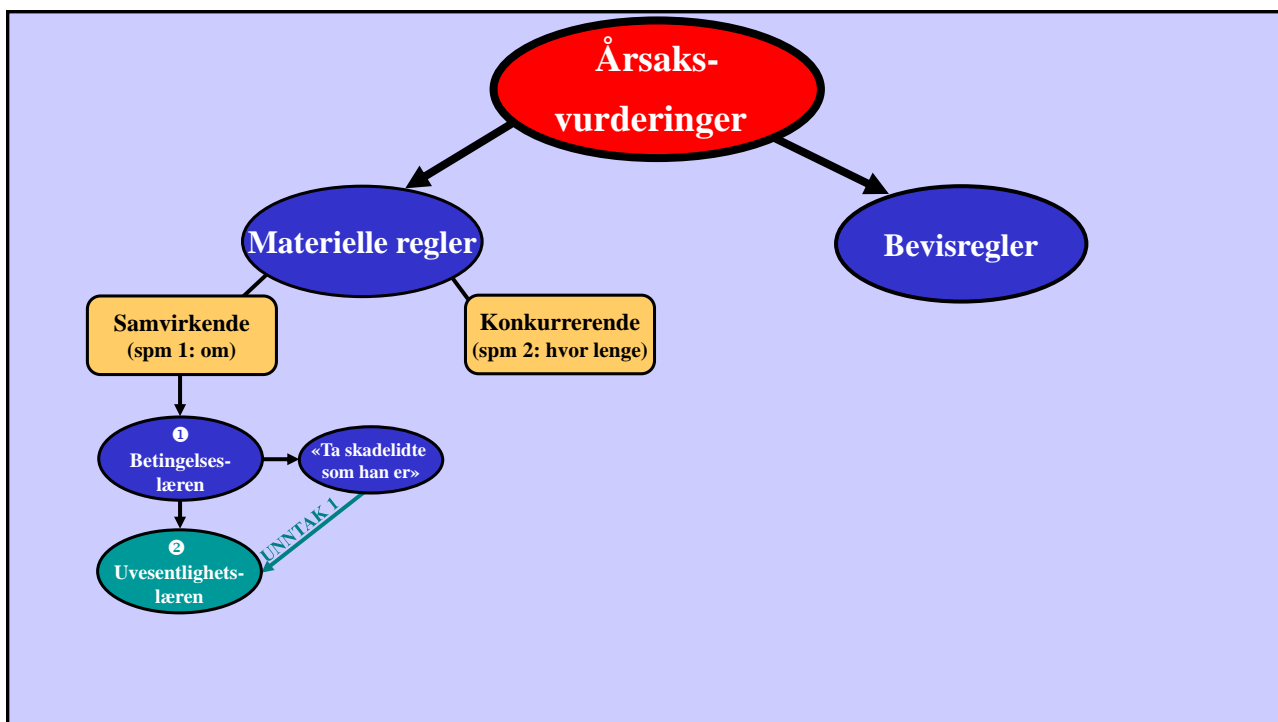 Årsaks-
vurderinger
Materielle regler
Bevisregler
Samvirkende
(spm 1: om)
Konkurrerende
(spm 2: hvor lenge)
❶
Betingelses-
læren
«Ta skadelidte
som han er»
UNNTAK 1
❷
Uvesentlighets-
læren